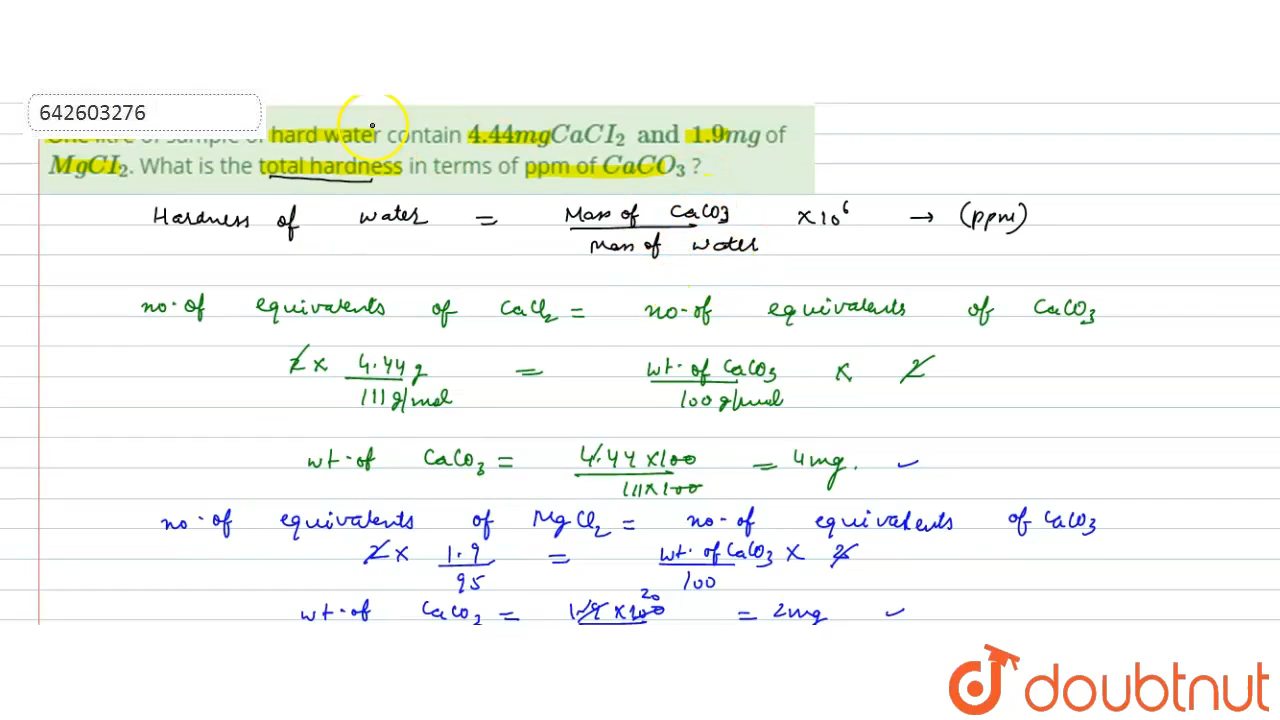 642603276
One litre of sample of hard water contain 4.44mgCaCI₂ and 1.9mg of
MgCI₂. What is the total hardness in terms of ppm of CaCO₃ ?
Hardness of water = Mass of CaCO3 / Mass of water ×10⁶ → (ppm)
no. of equivalents of CaCl₂ = no. of equivalents of CaCO₃
2 × 4.44g / 111 g/mol = wt. of CaCO₃ / 100 g/mol × 2
wt. of CaCO₃ = 4.44 ×100 / 111×100 = 4mg. ✓
no. of equivalents of MgCl₂ = no. of equivalents of CaCO₃
2 × 1.9 / 95 = wt. of CaCO₃ / 100 × 2
20
wt. of CaCO₃ = 1.9 ×100 = 2mg ✓
doubtnut